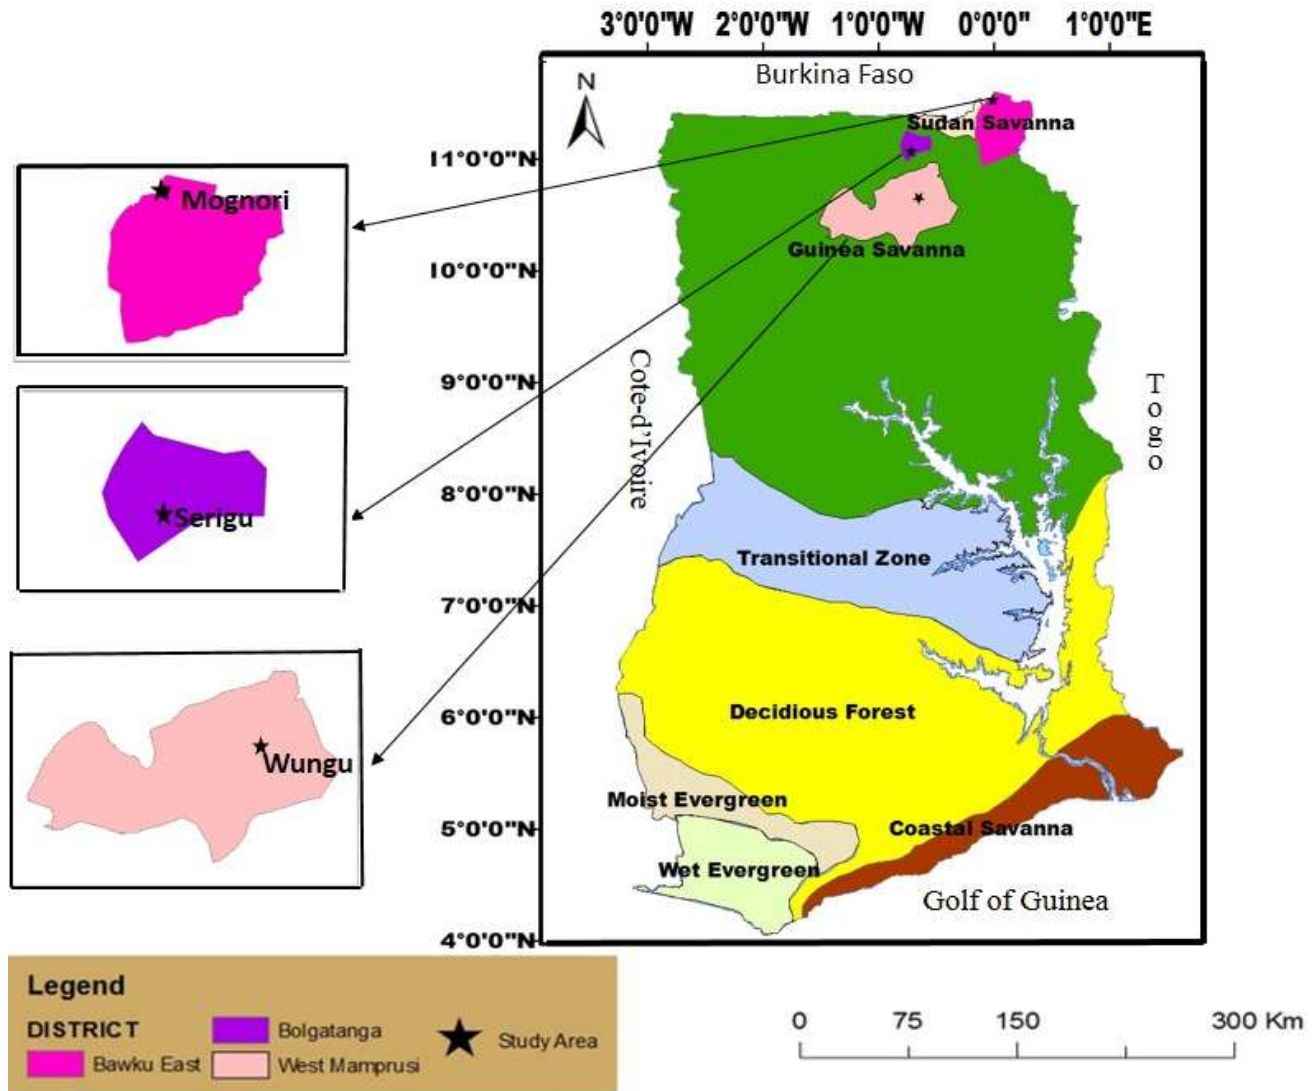 3°0'0"W 2°0'0"W 1°0'0"W 0°0'0" 1°0'0"E
Burkina Faso
N
Sudan Savanna
11°0'0"N
Mognori
Guinea Savanna
10°0'0"N
9°0'0"N
Cote-d'Ivoire
Togo
8°0'0"N
Serigu
Transitional Zone
7°0'0"N
6°0'0"N
Decidious Forest
Wungu
Moist Evergreen
5°0'0"N
Coastal Savanna
Wet Evergreen
Golf of Guinea
4°0'0"N
Legend
DISTRICT
Bolgatanga
Study Area
Bawku East
West Mamprusi
0 75 150 300 Km